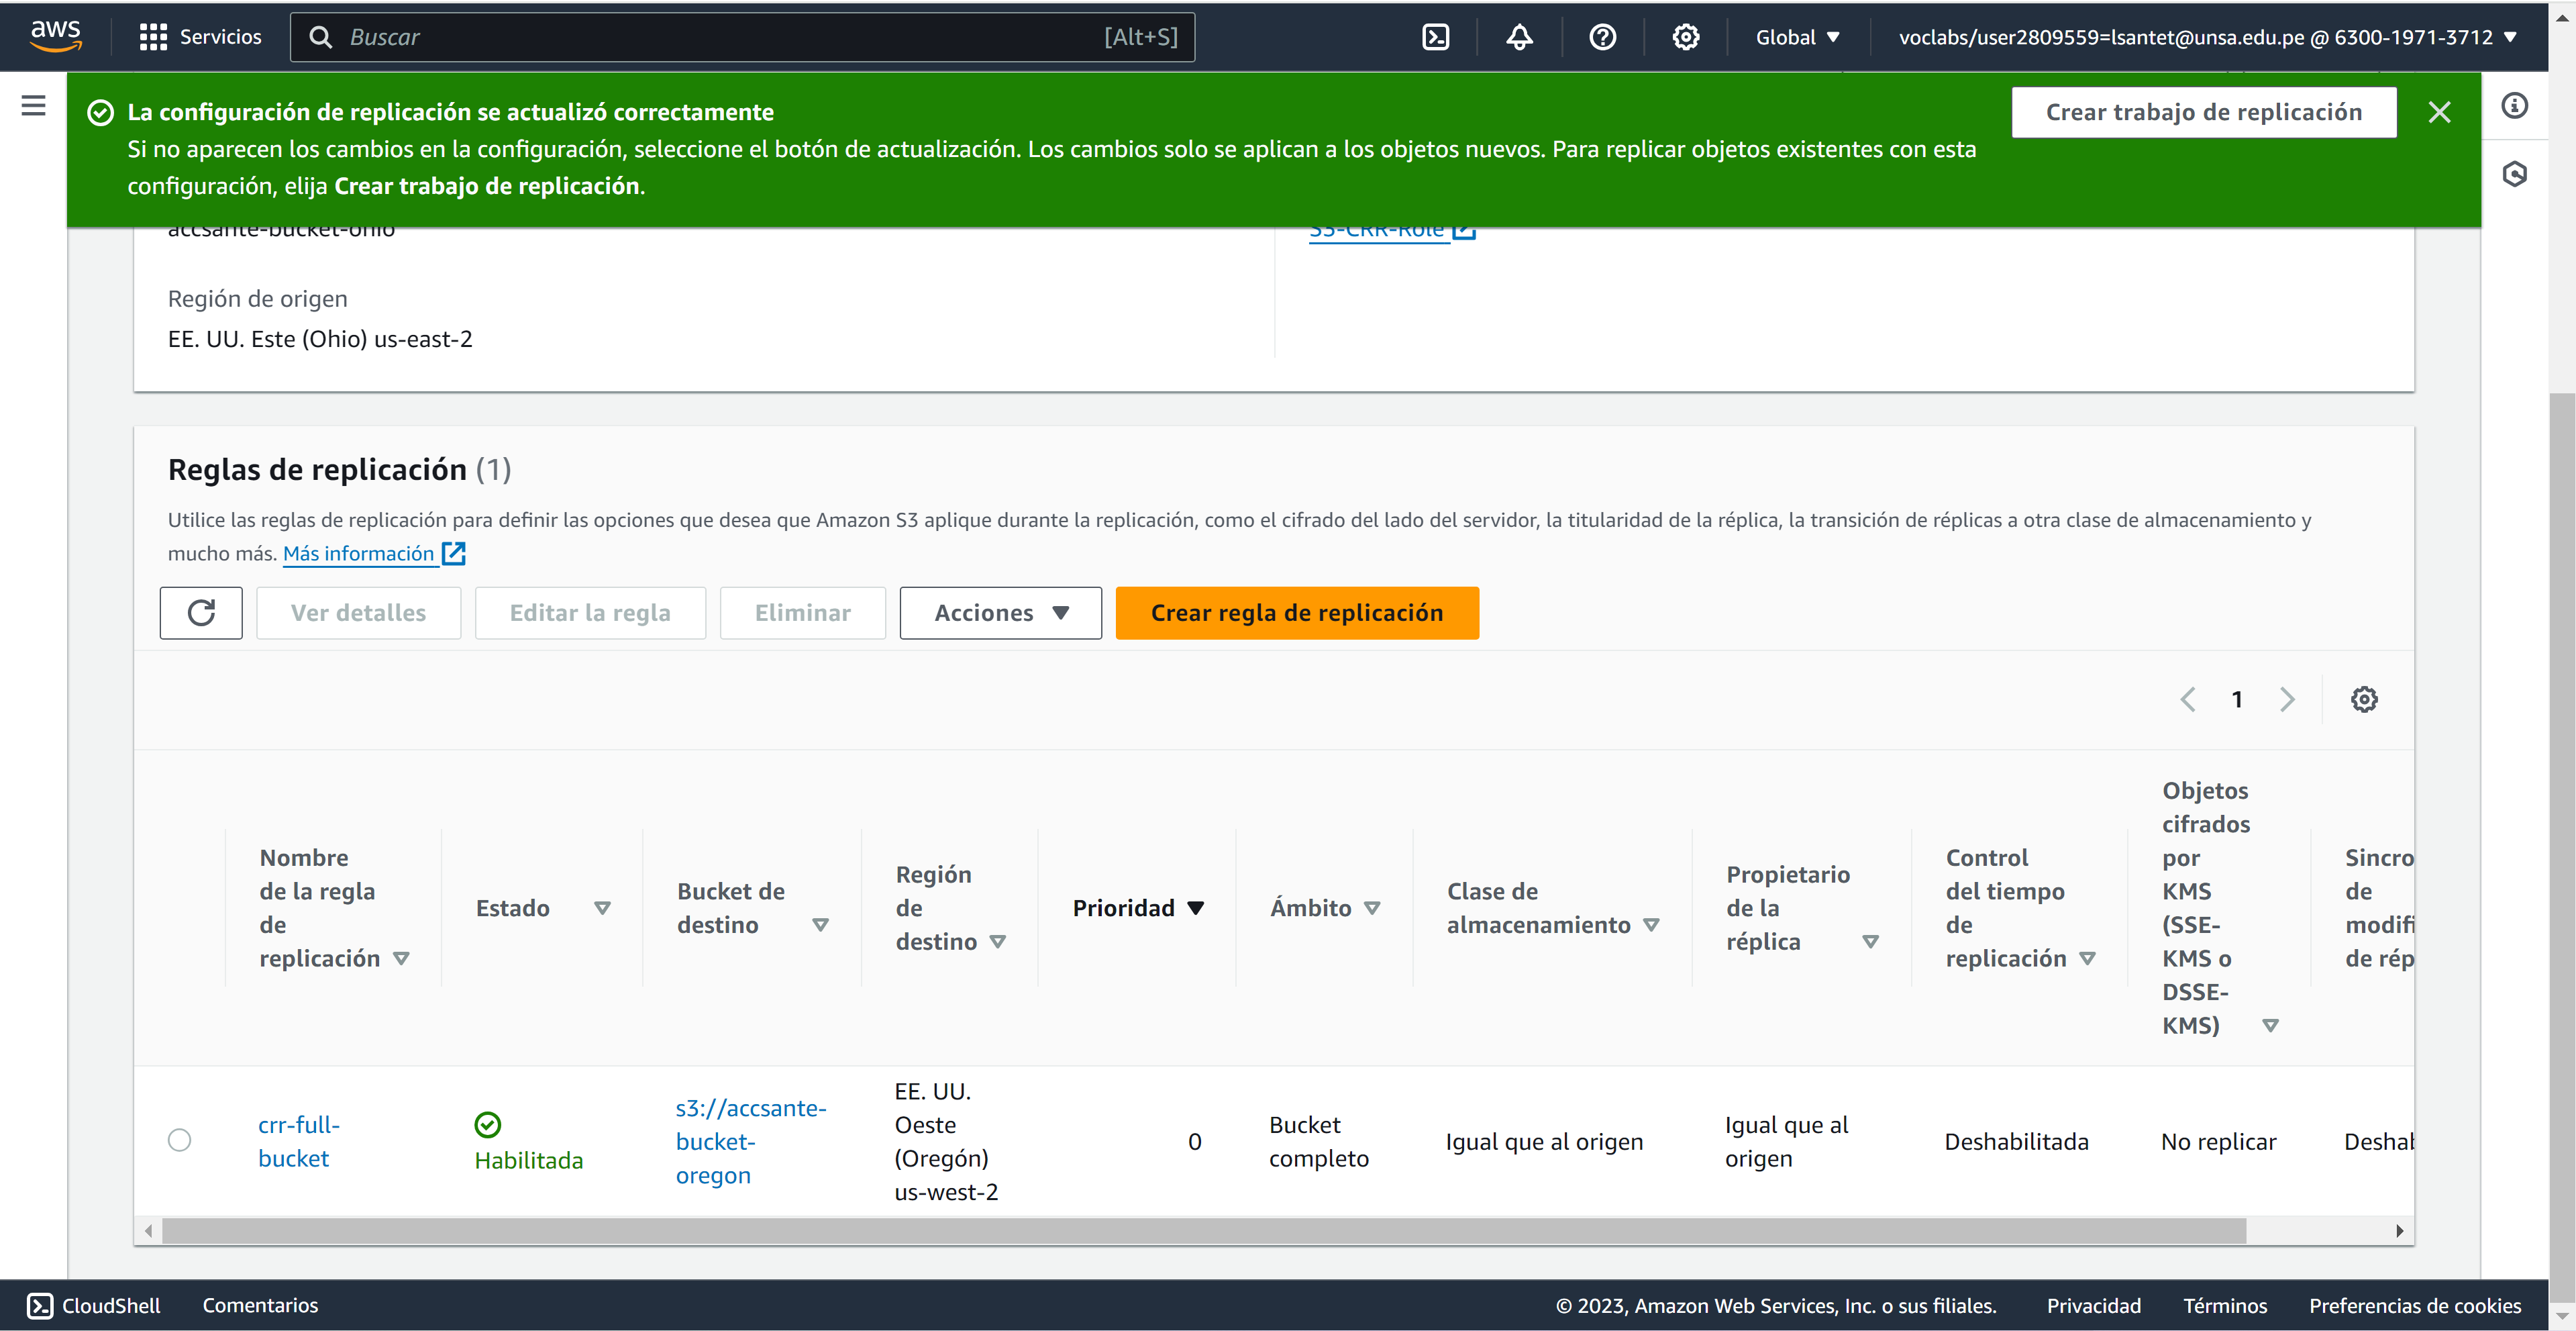 aws
Servicios
Buscar
[Alt+S]
Global
voclabs/user2809559=lsantet@unsa.edu.pe @ 6300-1971-3712
La configuración de replicación se actualizó correctamente
Crear trabajo de replicación
Si no aparecen los cambios en la configuración, seleccione el botón de actualización. Los cambios solo se aplican a los objetos nuevos. Para replicar objetos existentes con esta
configuración, elija Crear trabajo de replicación.
accsante-bucket-ohio
S3-CRR-Role
Región de origen
EE. UU. Este (Ohio) us-east-2
Reglas de replicación (1)
Utilice las reglas de replicación para definir las opciones que desea que Amazon S3 aplique durante la replicación, como el cifrado del lado del servidor, la titularidad de la réplica, la transición de réplicas a otra clase de almacenamiento y
mucho más. Más información
Ver detalles
Editar la regla
Eliminar
Acciones
Crear regla de replicación
1
Nombre
de la regla
de
replicación
Estado
Bucket de
destino
Región
de
destino
Prioridad
Ámbito
Clase de
almacenamiento
Propietario
de la
réplica
Control
del tiempo
de
replicación
Objetos
cifrados
por
KMS
(SSE-
KMS o
DSSE-
KMS)
Sincro
de
modifi
de rép
crr-full-
bucket
Habilitada
s3://accsante-
bucket-
oregon
EE. UU.
Oeste
(Oregón)
us-west-2
0
Bucket
completo
Igual que al origen
Igual que al
origen
Deshabilitada
No replicar
Deshab
CloudShell
Comentarios
© 2023, Amazon Web Services, Inc. o sus filiales.
Privacidad
Términos
Preferencias de cookies